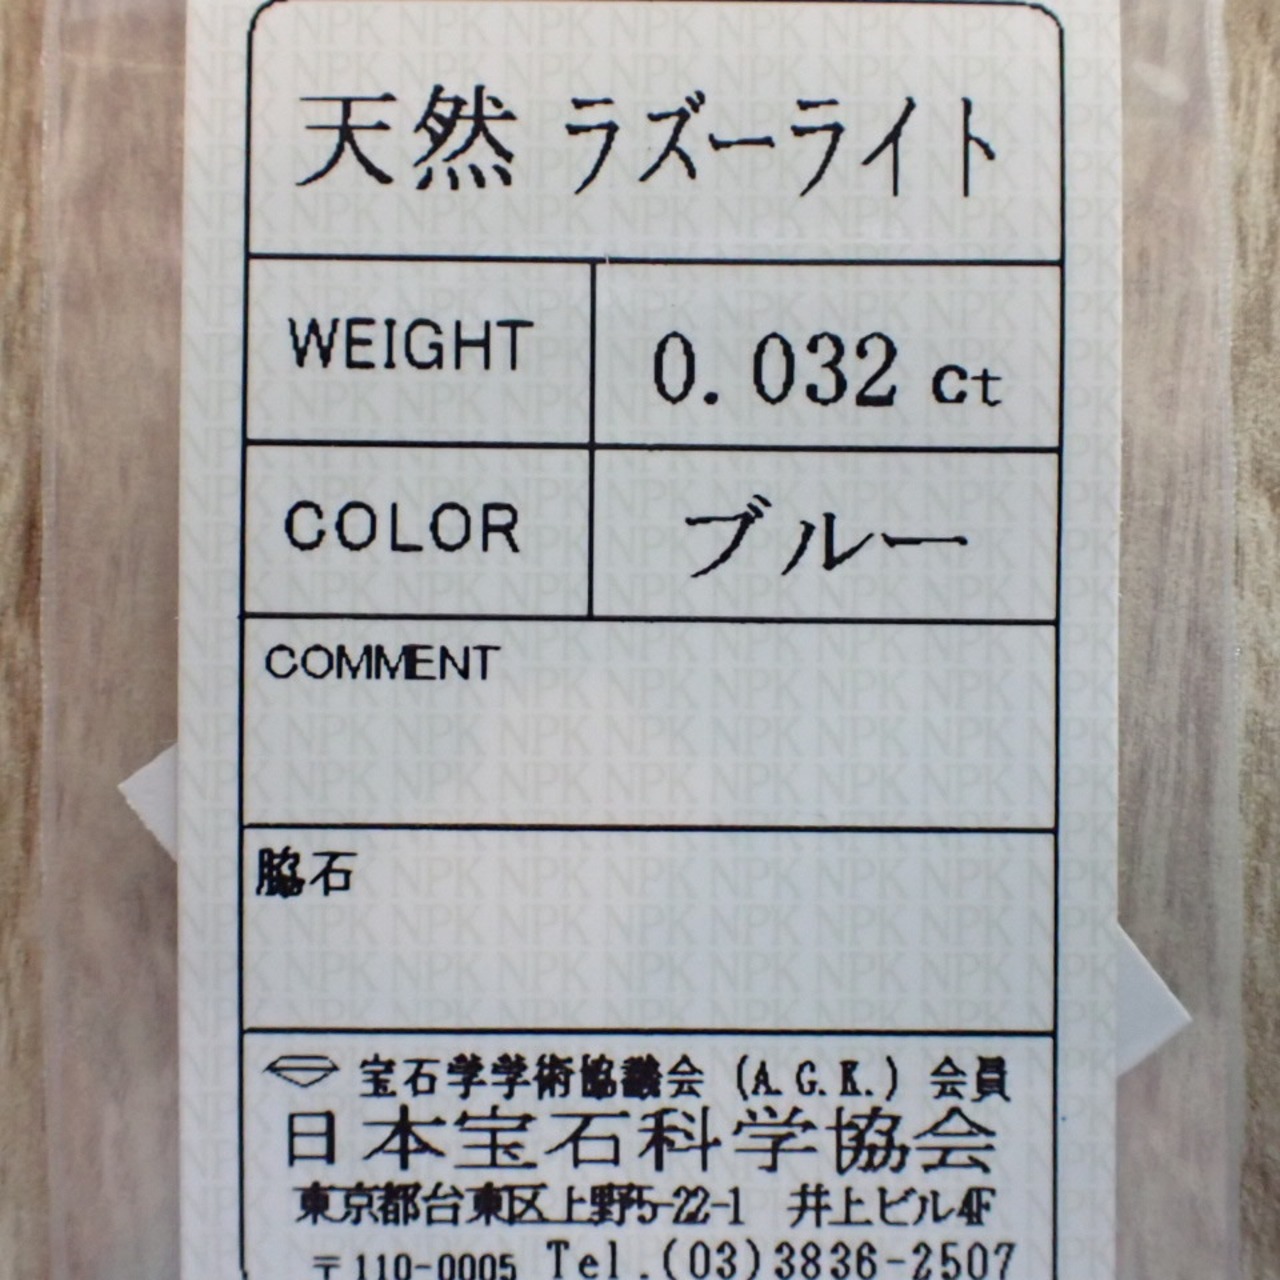 天然 ラズーライト
WEIGHT 0.032 ct
COLOR ブルー
COMMENT
脇石
宝石学学術協議会 (A.G.K.) 会員
日本宝石科学協会
東京都台東区上野5-22-1 井上ビル4F
〒110-0005 Tel.(03)3836-2507